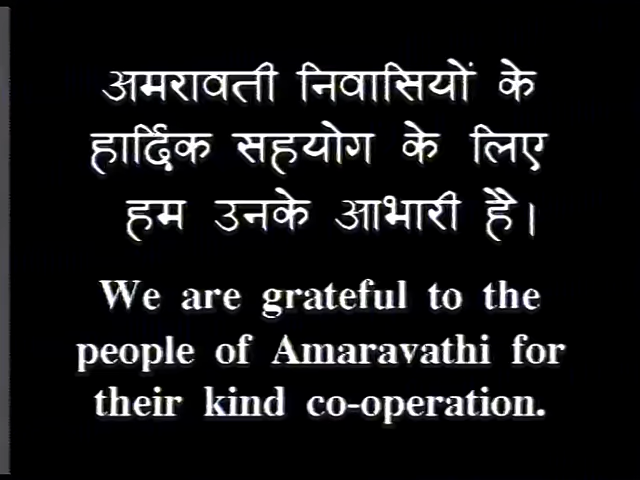 अमरावती निवासियों के
हार्दिक सहयोग के लिए
हम उनके आभारी है।
We are grateful to the
people of Amaravathi for
their kind co-operation.